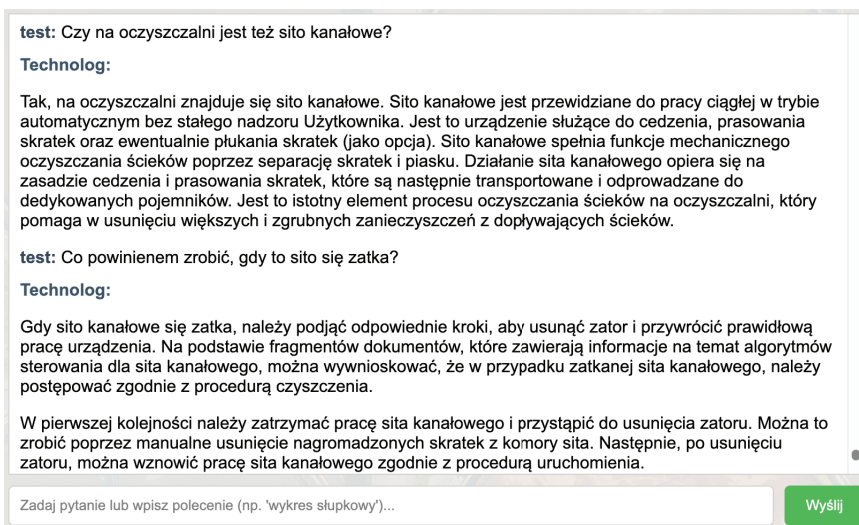 test: Czy na oczyszczalni jest też sito kanałowe?
Technolog:
Tak, na oczyszczalni znajduje się sito kanałowe. Sito kanałowe jest przewidziane do pracy ciągłej w trybie
automatycznym bez stałego nadzoru Użytkownika. Jest to urządzenie służące do cedzenia, prasowania
skratek oraz ewentualnie płukania skratek (jako opcja). Sito kanałowe spełnia funkcje mechanicznego
oczyszczania ścieków poprzez separację skratek i piasku. Działanie sita kanałowego opiera się na
zasadzie cedzenia i prasowania skratek, które są następnie transportowane i odprowadzane do
dedykowanych pojemników. Jest to istotny element procesu oczyszczania ścieków na oczyszczalni, który
pomaga w usunięciu większych i zgrubnych zanieczyszczeń z dopływających ścieków.
test: Co powinienem zrobić, gdy to sito się zatka?
Technolog:
Gdy sito kanałowe się zatka, należy podjąć odpowiednie kroki, aby usunąć zator i przywrócić prawidłową
pracę urządzenia. Na podstawie fragmentów dokumentów, które zawierają informacje na temat algorytmów
sterowania dla sita kanałowego, można wywnioskować, że w przypadku zatkanej sita kanałowego, należy
postępować zgodnie z procedurą czyszczenia.
W pierwszej kolejności należy zatrzymać pracę sita kanałowego i przystąpić do usunięcia zatoru. Można to
zrobić poprzez manualne usunięcie nagromadzonych skratek z komory sita. Następnie, po usunięciu
zatoru, można wznowić pracę sita kanałowego zgodnie z procedurą uruchomienia.
Zadaj pytanie lub wpisz polecenie (np. 'wykres słupkowy')...
Wyślij